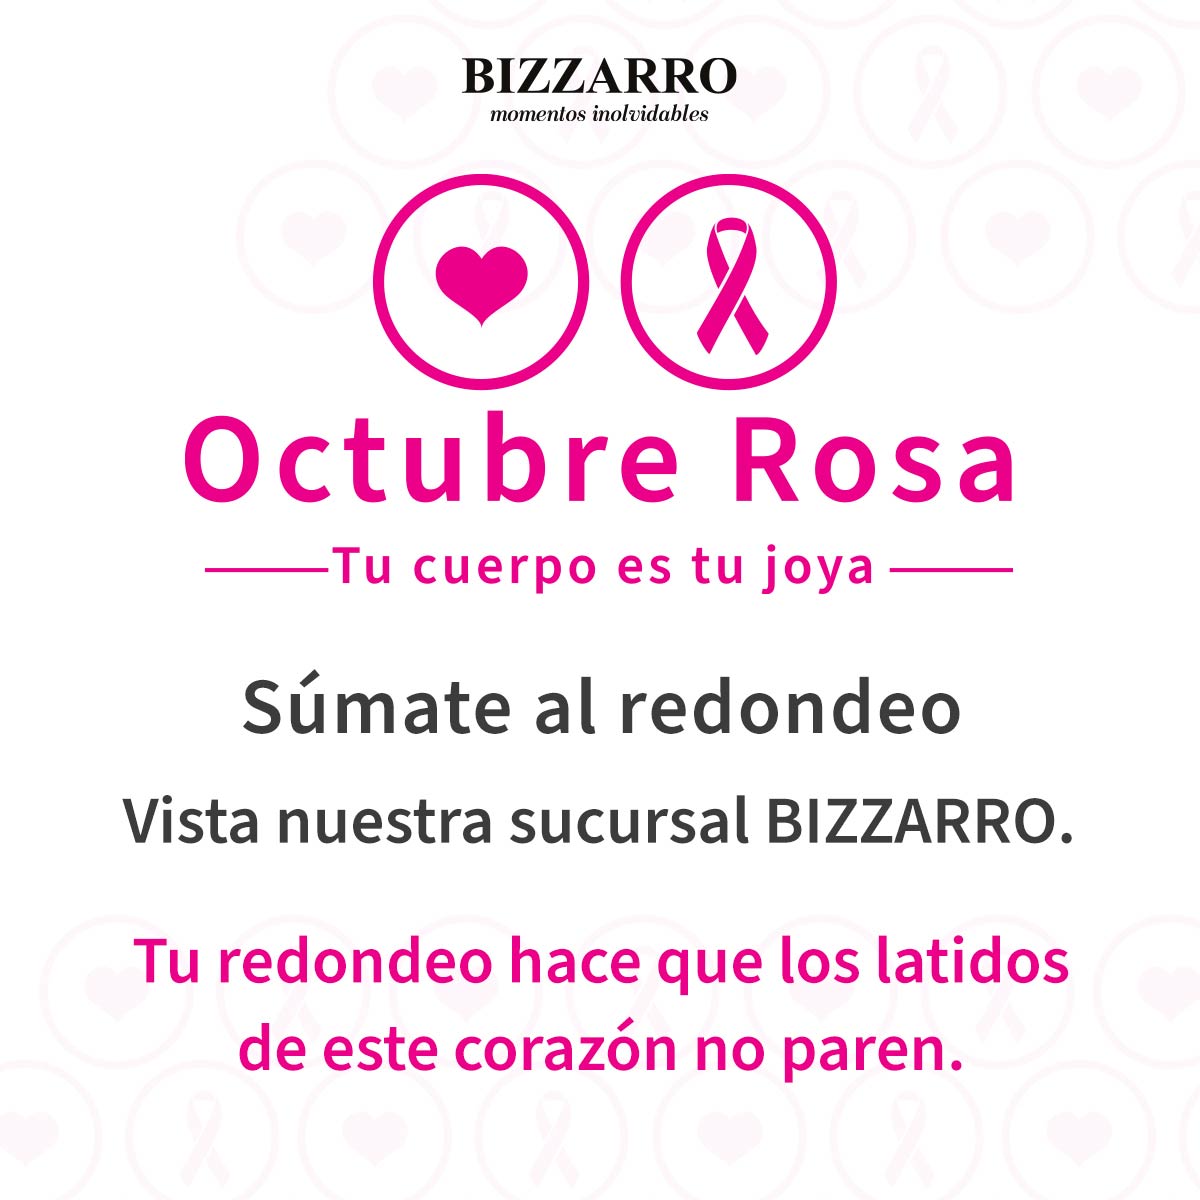 BIZZARRO
momentos inolvidables
Octubre Rosa
Tu cuerpo es tu joya
Súmate al redondeo
Vista nuestra sucursal BIZZARRO.
Tu redondeo hace que los latidos
de este corazón no paren.